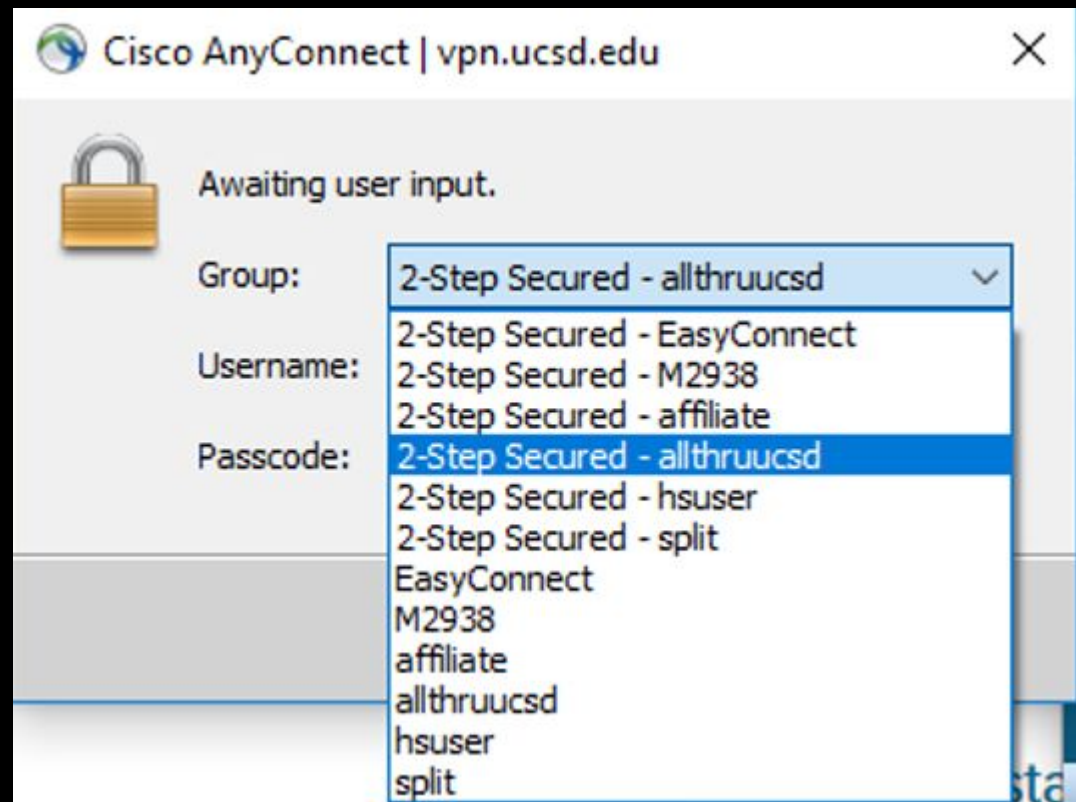 Cisco AnyConnect | vpn.ucsd.edu
Awaiting user input.
Group: 2-Step Secured - allthruucsd
Username:
Passcode:
2-Step Secured - EasyConnect
2-Step Secured - M2938
2-Step Secured - affiliate
2-Step Secured - allthruucsd
2-Step Secured - hsuser
2-Step Secured - split
EasyConnect
M2938
affiliate
allthruucsd
hsuser
split